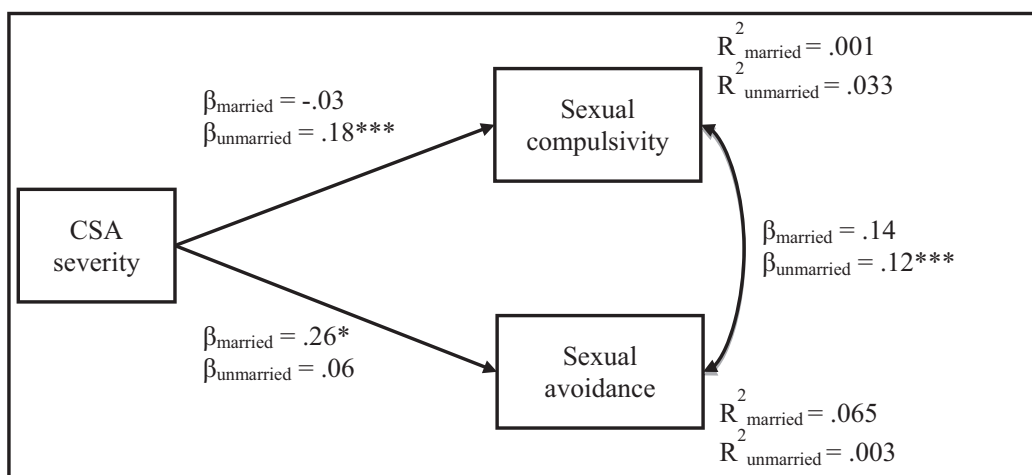 R²married = .001
R²unmarried = .033
βmarried = -.03
βunmarried = .18***
Sexual
compulsivity
CSA
severity
βmarried = .14
βunmarried = .12***
βmarried = .26*
βunmarried = .06
Sexual
avoidance
R²married = .065
R²unmarried = .003